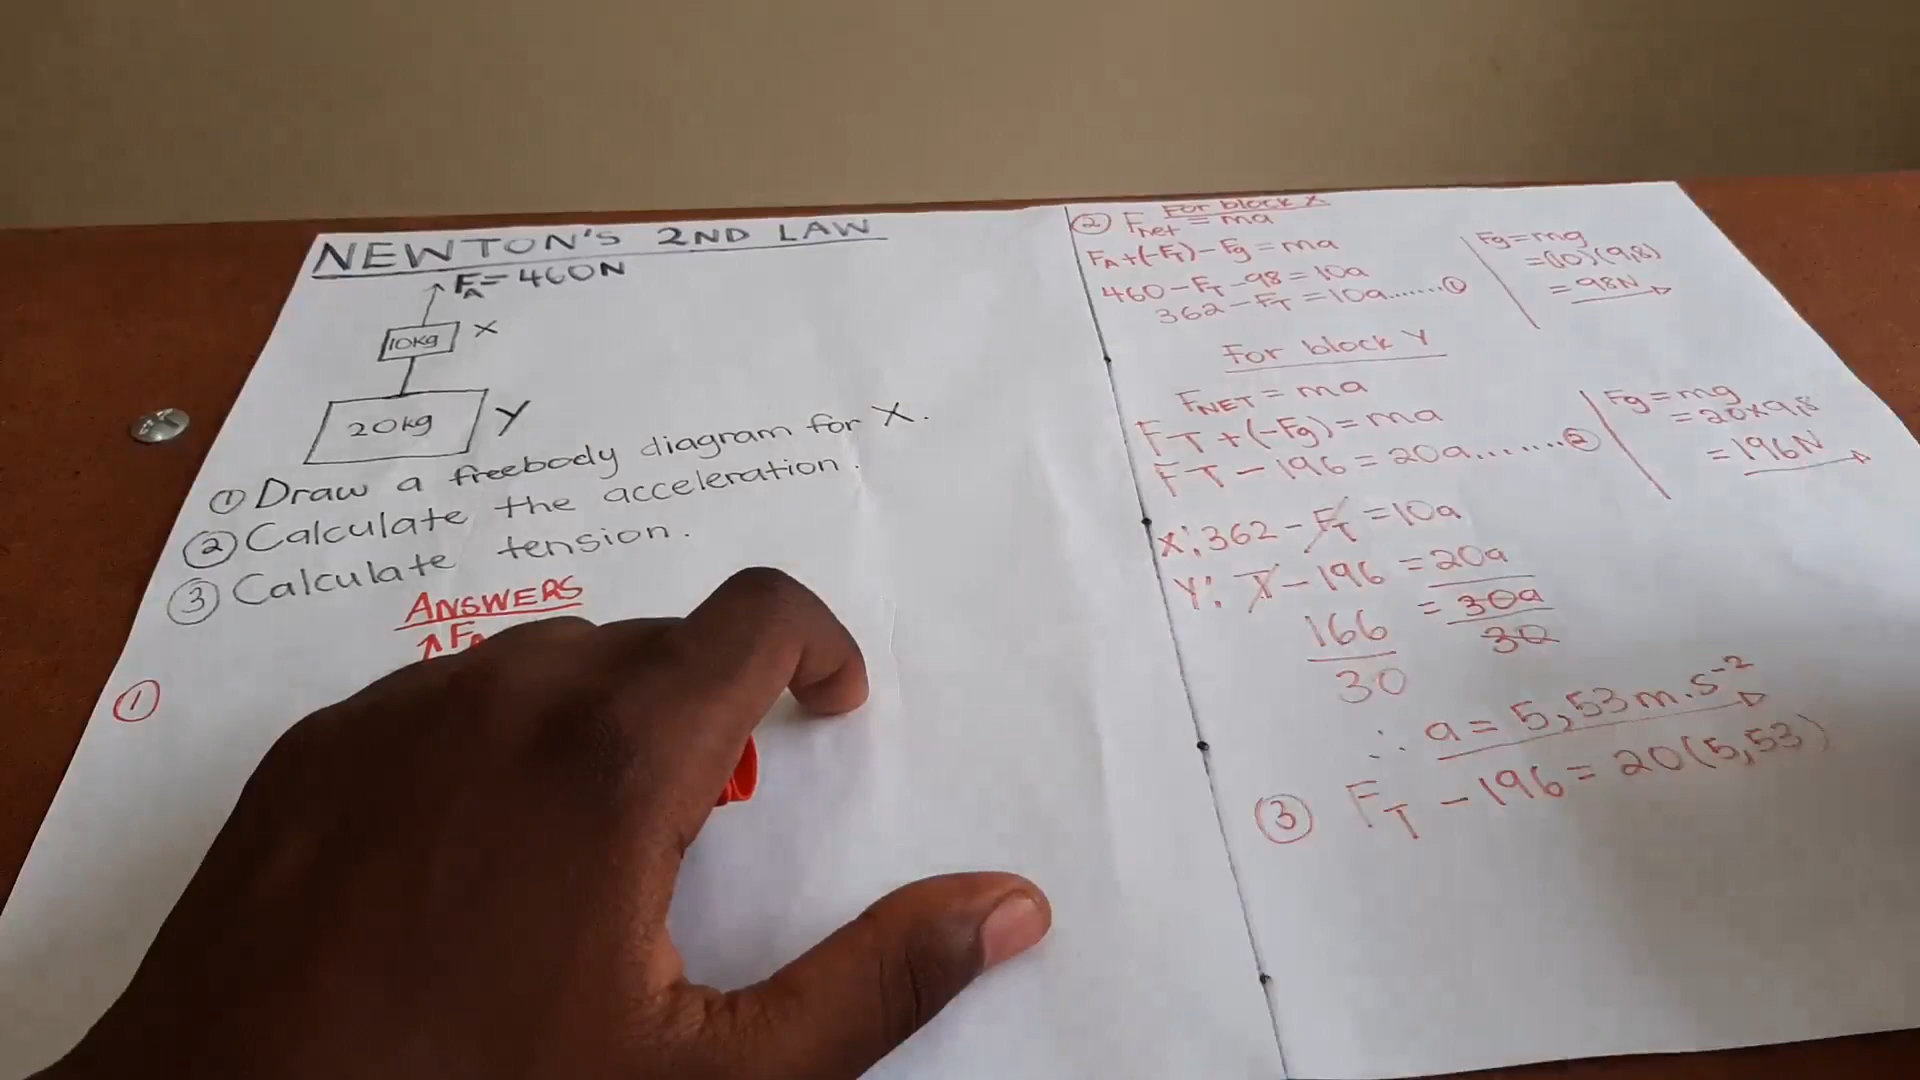 NEWTON'S 2ND LAW
FA = 460N
10kg X
20kg Y
① Draw a freebody diagram for X.
② Calculate the acceleration.
③ Calculate tension.
ANSWERS
①
② For block X
Fnet = ma
FA + (-FT) - Fg = ma
460 - FT - 98 = 10a
362 - FT = 10a.......①
Fg = mg
= (10)(9,8)
= 98N
For block Y
FNET = ma
FT + (-Fg) = ma
FT - 196 = 20a.......②
Fg = mg
= 20x9,8
= 196N
X: 362 - FT = 10a
Y: - 196 = 20a
166 = 30a
30 30
∴ a = 5,53 m.s⁻²
③ FT - 196 = 20(5,53)